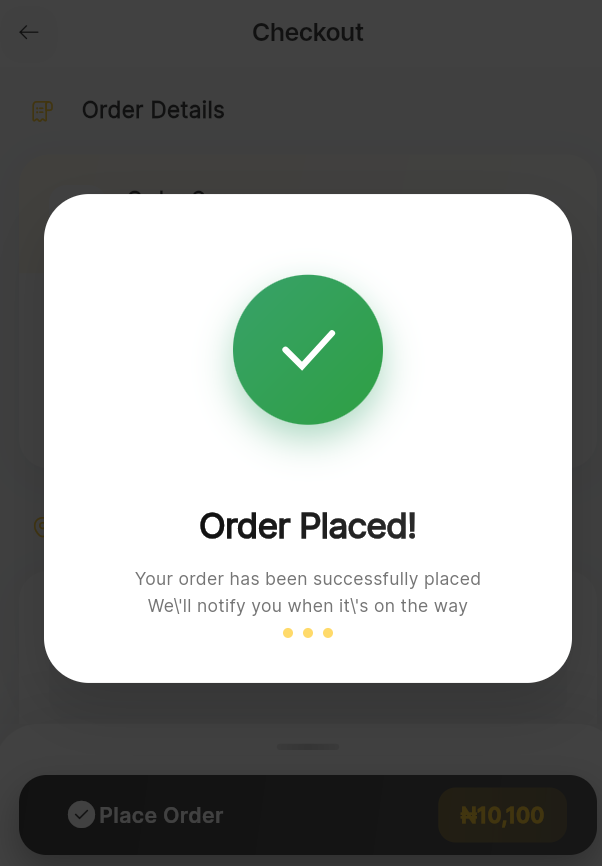 Checkout
Order Details
Order Placed!
Your order has been successfully placed
We\'ll notify you when it\'s on the way
Place Order
₦10,100